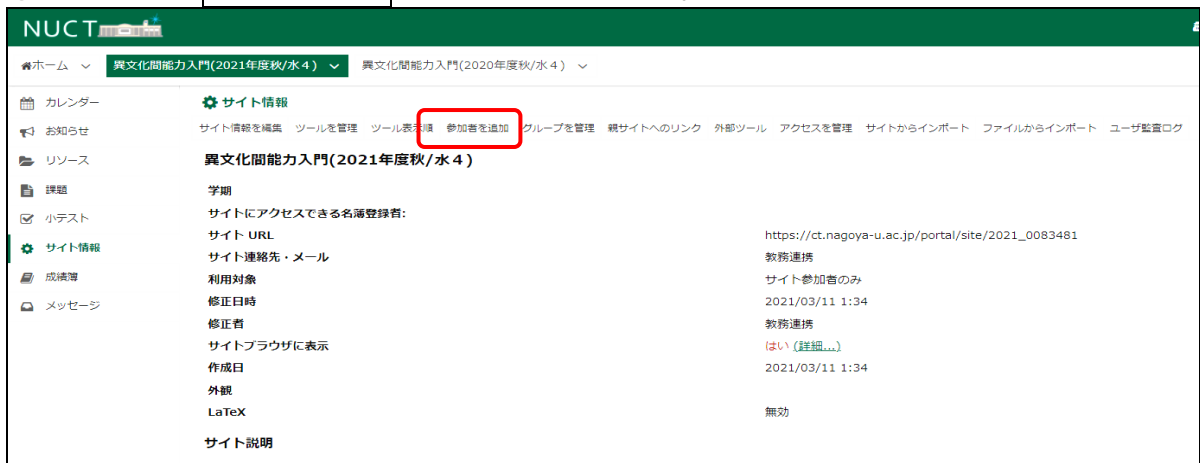 NUCT
ホーム 異文化間能力入門(2021年度秋/水４) 異文化間能力入門(2020年度秋/水４)
カレンダー
お知らせ
リソース
課題
小テスト
サイト情報
成績簿
メッセージ
サイト情報
サイト情報を編集 ツールを管理 ツール表示順 参加者を追加 グループを管理 親サイトへのリンク 外部ツール アクセスを管理 サイトからインポート ファイルからインポート ユーザ監査ログ
異文化間能力入門(2021年度秋/水４)
学期
サイトにアクセスできる名簿登録者:
サイト URL https://ct.nagoya-u.ac.jp/portal/site/2021_0083481
サイト連絡先・メール 教務連携
利用対象 サイト参加者のみ
修正日時 2021/03/11 1:34
修正者 教務連携
サイトブラウザに表示 はい (詳細...)
作成日 2021/03/11 1:34
外観
LaTeX 無効
サイト説明